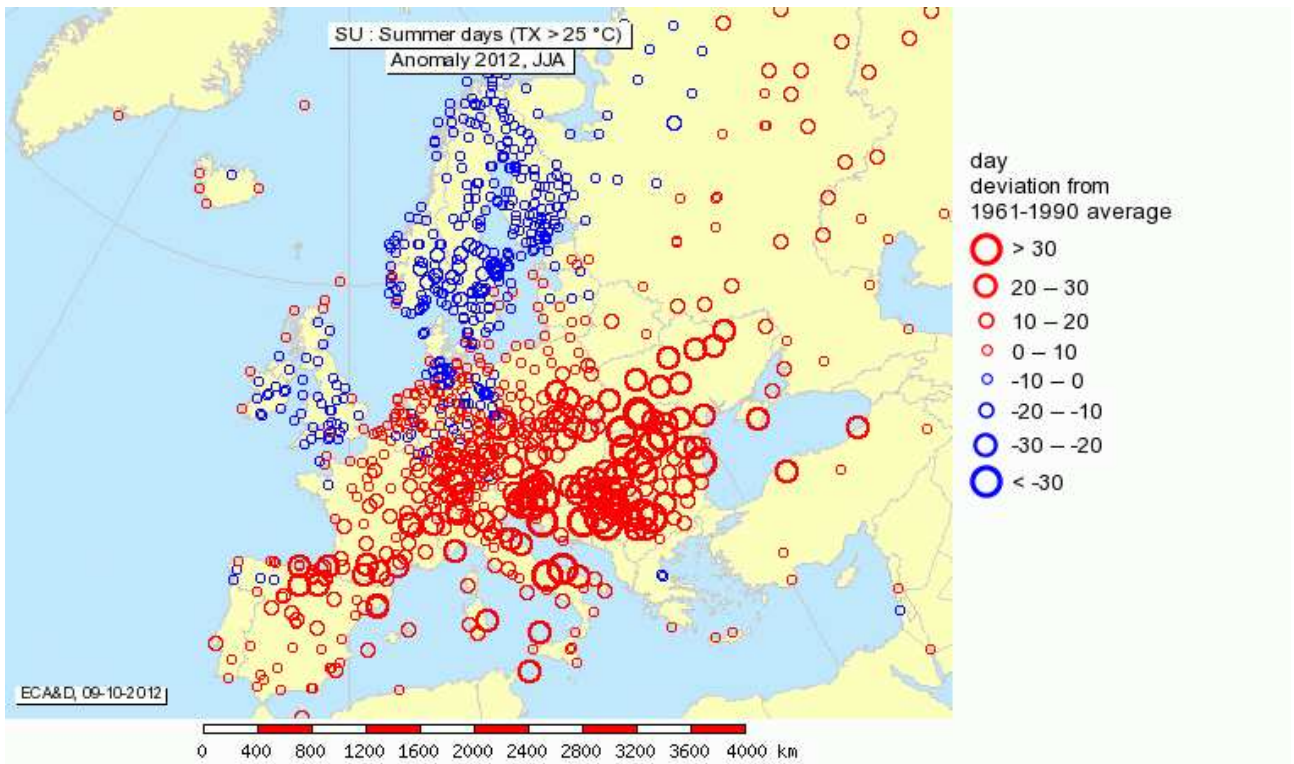 SU : Summer days (TX > 25 °C)
Anomaly 2012, JJA
day
deviation from
1961-1990 average
> 30
20 – 30
10 – 20
0 – 10
-10 – 0
-20 – -10
-30 – -20
< -30
ECA&D, 09-10-2012
0 400 800 1200 1600 2000 2400 2800 3200 3600 4000 km